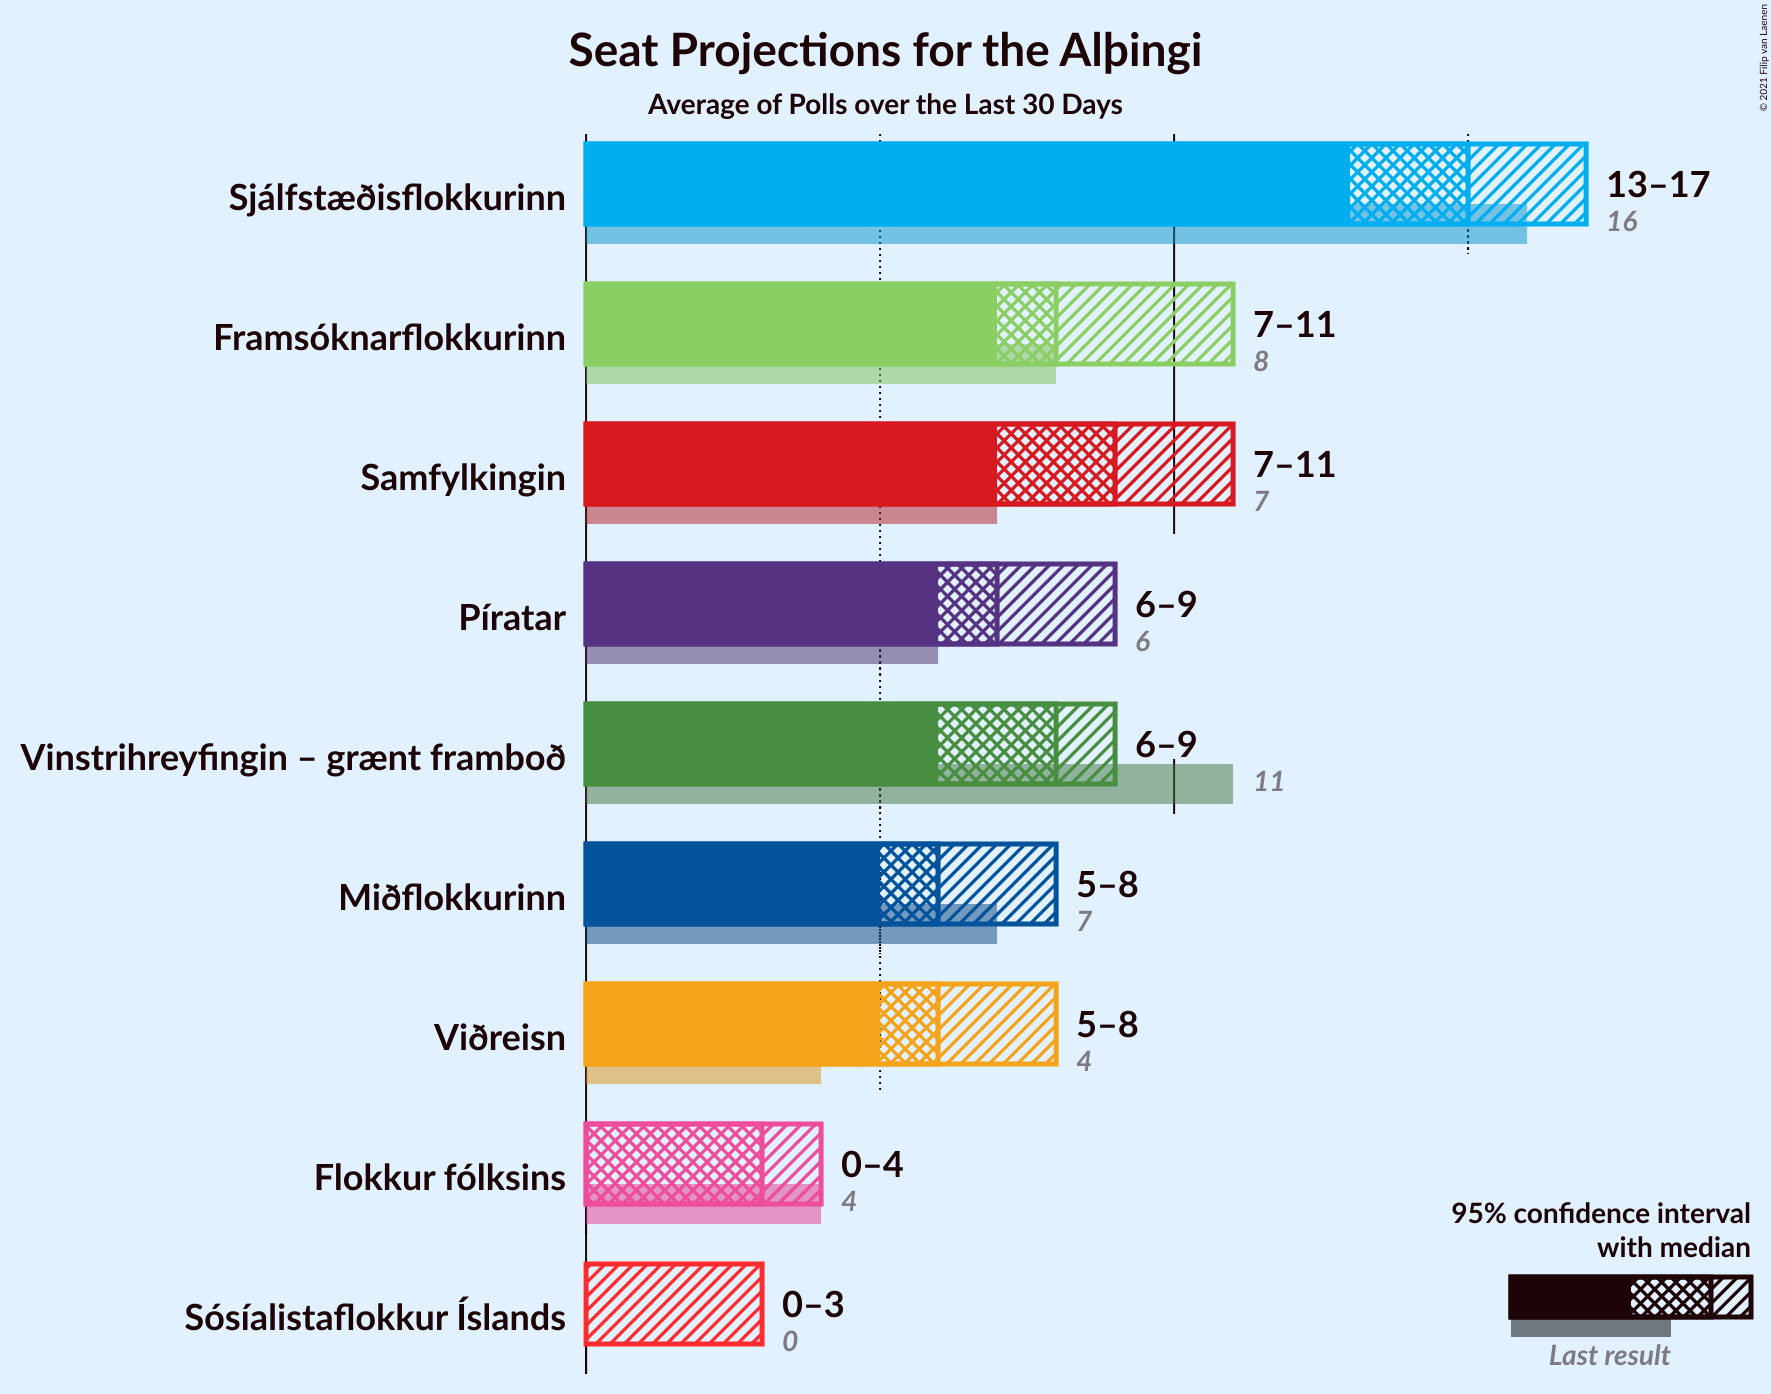 Seat Projections for the Alþingi
Average of Polls over the Last 30 Days
© 2021 Filip van Laenen
Sjálfstæðisflokkurinn
13–17
16
Framsóknarflokkurinn
7–11
8
Samfylkingin
7–11
7
Píratar
6–9
6
Vinstrihreyfingin – grænt framboð
6–9
11
Miðflokkurinn
5–8
7
Viðreisn
5–8
4
Flokkur fólksins
0–4
4
Sósíalistaflokkur Íslands
0–3
0
95% confidence interval
with median
Last result